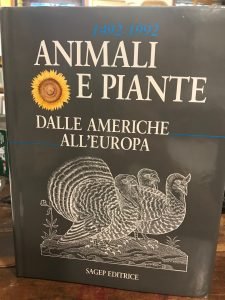 1492-1992
ANIMALI
E PIANTE
DALLE AMERICHE
ALL'EUROPA
SAGEP EDITRICE